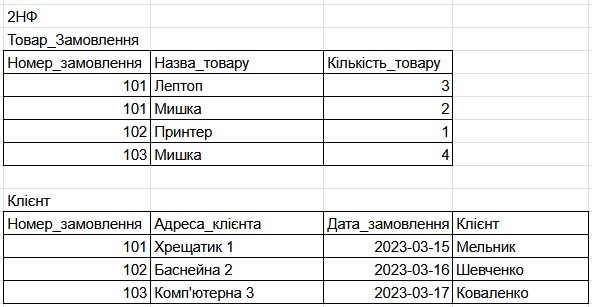 2НФ
Товар_Замовлення
Номер_замовлення Назва_товару Кількість_товару
101 Лептоп 3
101 Мишка 2
102 Принтер 1
103 Мишка 4
Клієнт
Номер_замовлення Адреса_клієнта Дата_замовлення Клієнт
101 Хрещатик 1 2023-03-15 Мельник
102 Баснейна 2 2023-03-16 Шевченко
103 Комп'ютерна 3 2023-03-17 Коваленко